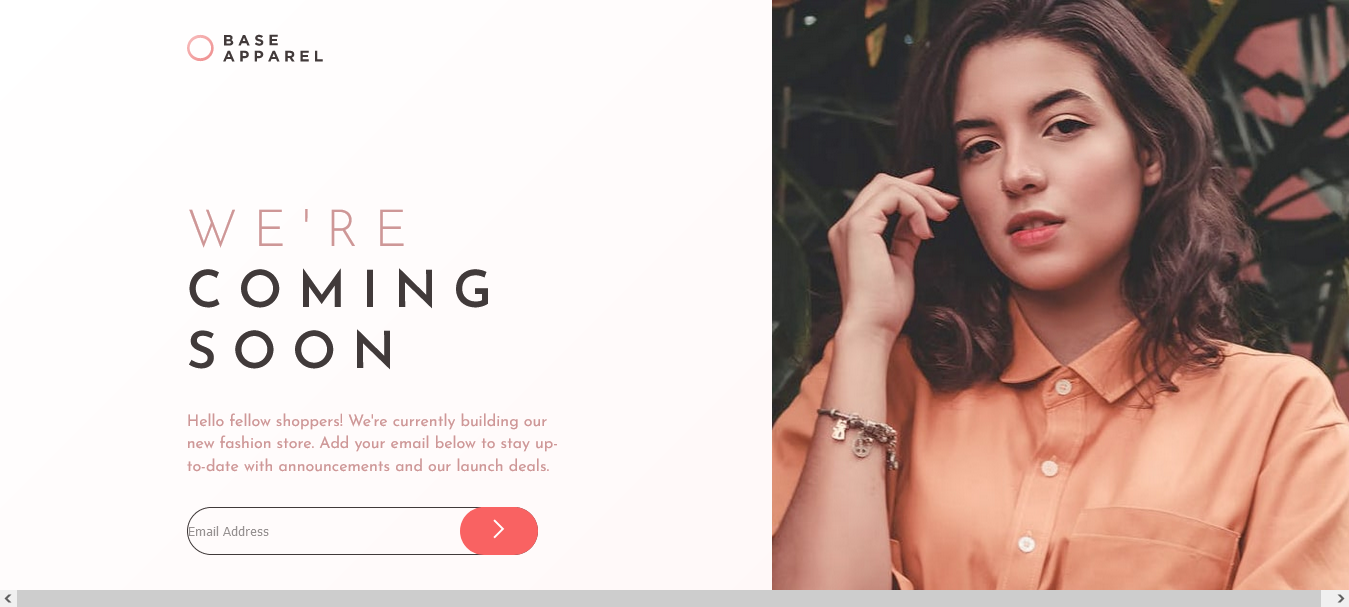 BASE
APPAREL
WE'RE
COMING
SOON
Hello fellow shoppers! We're currently building our
new fashion store. Add your email below to stay up-
to-date with announcements and our launch deals.
Email Address